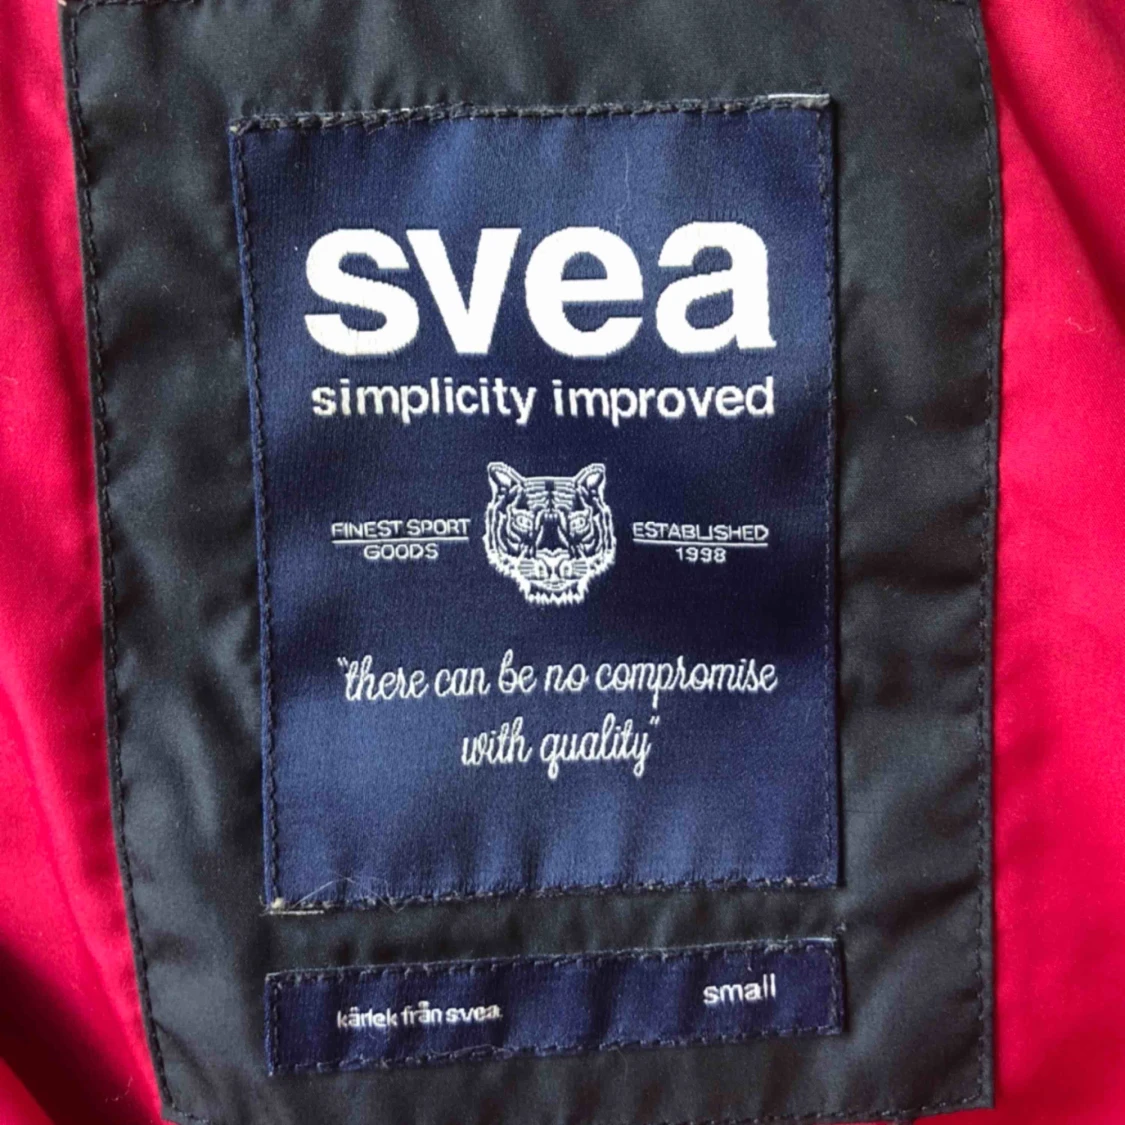 svea
simplicity improved
FINEST SPORT
GOODS
ESTABLISHED
1998
"there can be no compromise
with quality"
kärlek från svea
small